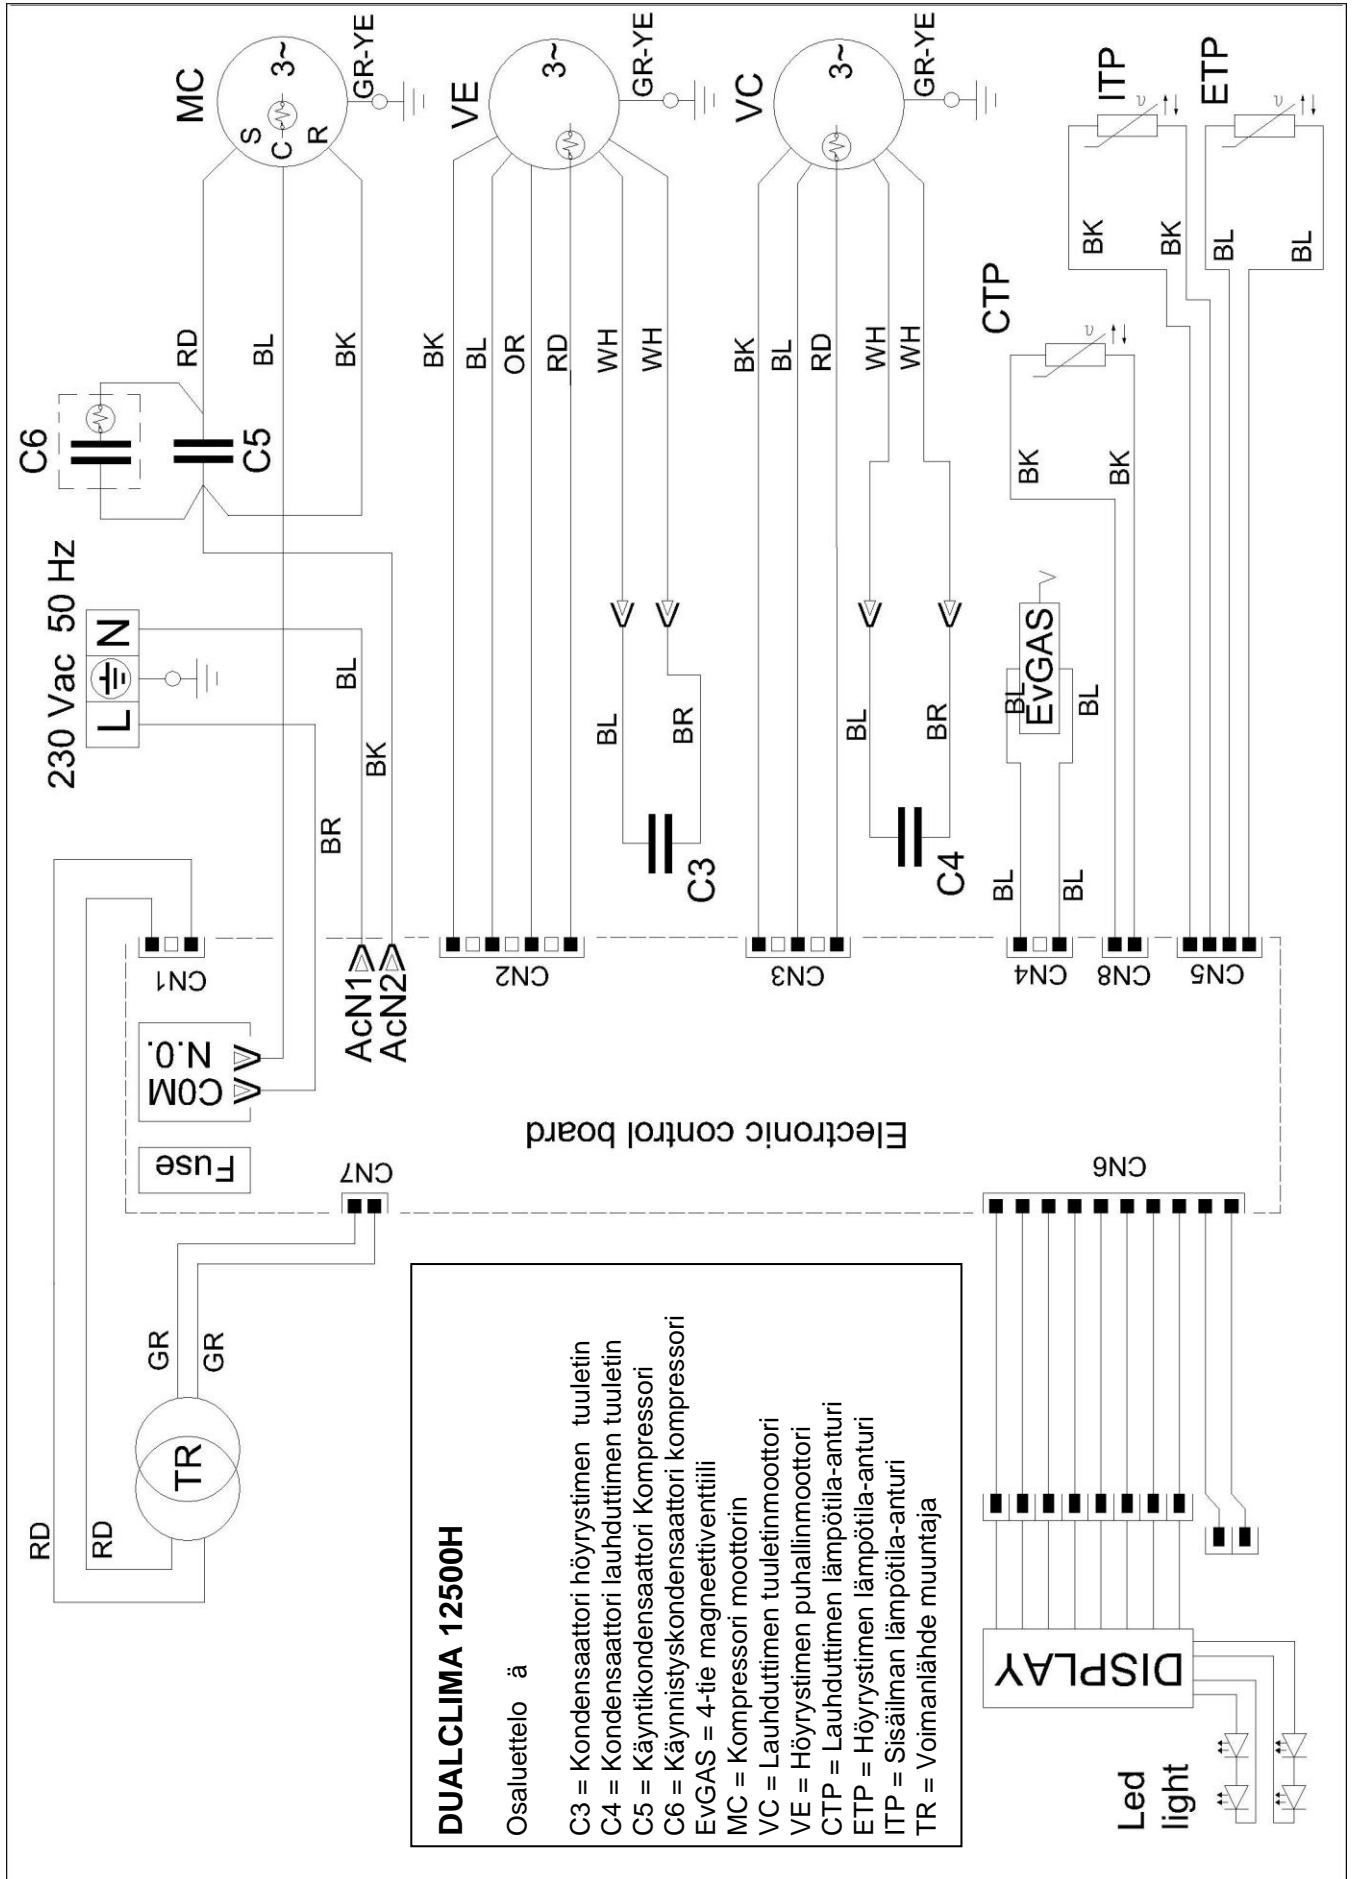 MC
S
C
R
3~
GR-YE
VE
3~
GR-YE
VC
3~
GR-YE
ITP
υ
ETP
υ
BK
BK
BL
BL
CTP
υ
BK
BK
RD
BL
BK
BK
BL
OR
RD
WH
WH
BK
BL
RD
WH
WH
C6
C5
230 Vac 50 Hz
L
N
BL
BK
BR
BL
BR
C3
BL
BR
C4
EvGAS
BL
BL
BL
BL
CN1
AcN1
AcN2
CN2
CN3
CN4
CN8
CN5
N.O.
COM
Fuse
CN7
Electronic control board
CN6
GR
GR
TR
RD
RD
DUALCLIMA 12500H
Osaluettelo ä
C3 = Kondensaattori höyrystimen tuuletin
C4 = Kondensaattori lauhduttimen tuuletin
C5 = Käyntikondensaattori Kompressori
C6 = Käynnistyskondensaattori kompressori
EvGAS = 4-tie magneettiventtiili
MC = Kompressori moottorin
VC = Lauhduttimen tuuletinmoottori
VE = Höyrystimen puhallinmoottori
CTP = Lauhduttimen lämpötila-anturi
ETP = Höyrystimen lämpötila-anturi
ITP = Sisäilman lämpötila-anturi
TR = Voimanlähde muuntaja
DISPLAY
Led
light